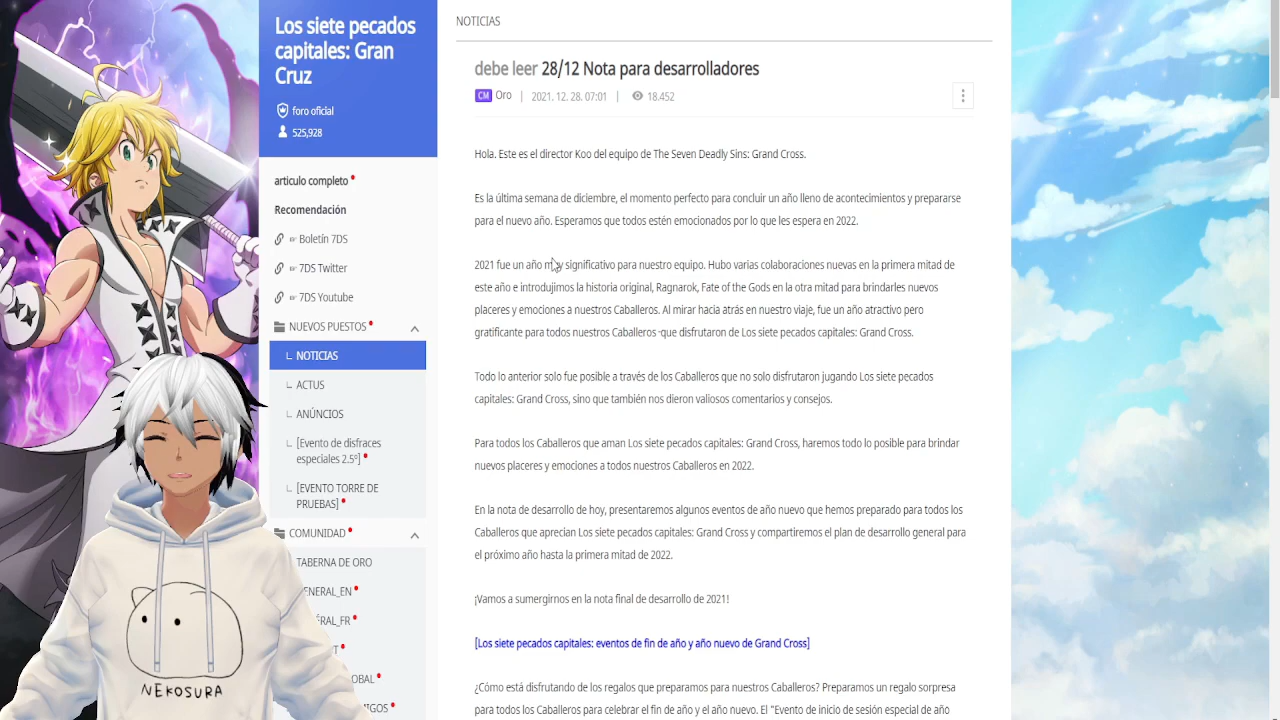 Los siete pecados
capitales: Gran
Cruz
foro oficial
525,928
articulo completo
Recomendación
Boletín 7DS
7DS Twitter
7DS Youtube
NUEVOS PUESTOS
NOTICIAS
ACTUS
ANÚNCIOS
[Evento de disfraces
especiales 2.5º]
[EVENTO TORRE DE
PRUEBAS]
COMUNIDAD
TABERNA DE ORO
NEKOSURA
NOTICIAS
debe leer 28/12 Nota para desarrolladores
CM Oro | 2021. 12. 28. 07:01 | 18.452
Hola. Este es el director Koo del equipo de The Seven Deadly Sins: Grand Cross.
Es la última semana de diciembre, el momento perfecto para concluir un año lleno de acontecimientos y prepararse
para el nuevo año. Esperamos que todos estén emocionados por lo que les espera en 2022.
2021 fue un año muy significativo para nuestro equipo. Hubo varias colaboraciones nuevas en la primera mitad de
este año e introdujimos la historia original, Ragnarok, Fate of the Gods en la otra mitad para brindarles nuevos
placeres y emociones a nuestros Caballeros. Al mirar hacia atrás en nuestro viaje, fue un año atractivo pero
gratificante para todos nuestros Caballeros -que disfrutaron de Los siete pecados capitales: Grand Cross.
Todo lo anterior solo fue posible a través de los Caballeros que no solo disfrutaron jugando Los siete pecados
capitales: Grand Cross, sino que también nos dieron valiosos comentarios y consejos.
Para todos los Caballeros que aman Los siete pecados capitales: Grand Cross, haremos todo lo posible para brindar
nuevos placeres y emociones a todos nuestros Caballeros en 2022.
En la nota de desarrollo de hoy, presentaremos algunos eventos de año nuevo que hemos preparado para todos los
Caballeros que aprecian Los siete pecados capitales: Grand Cross y compartiremos el plan de desarrollo general para
el próximo año hasta la primera mitad de 2022.
¡Vamos a sumergirnos en la nota final de desarrollo de 2021!
[Los siete pecados capitales: eventos de fin de año y año nuevo de Grand Cross]
¿Cómo está disfrutando de los regalos que preparamos para nuestros Caballeros? Preparamos un regalo sorpresa
para todos los Caballeros para celebrar el fin de año y el año nuevo. El "Evento de inicio de sesión especial de año